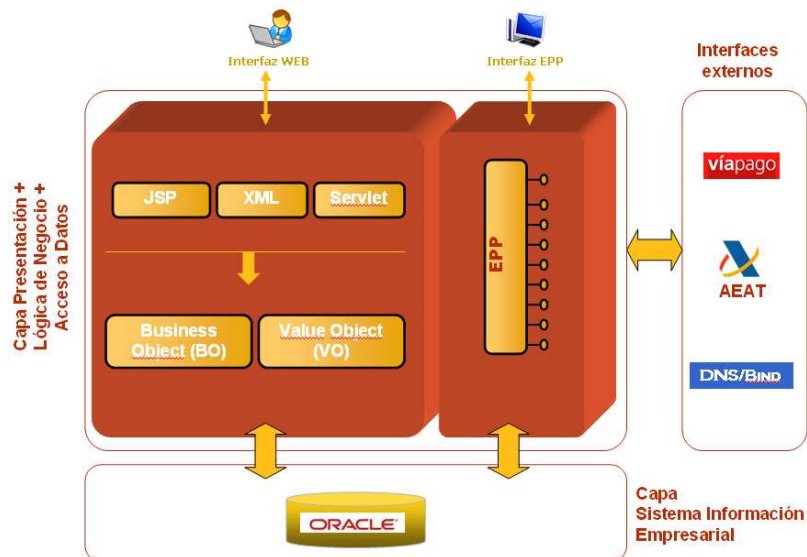 Interfaz WEB
Interfaz EPP
Interfaces
externos
Capa Presentación +
Lógica de Negocio +
Acceso a Datos
JSP
XML
Servlet
EPP
Business
Object (BO)
Value Object
(VO)
víapago
AEAT
DNS/BIND
ORACLE®
Capa
Sistema Información
Empresarial